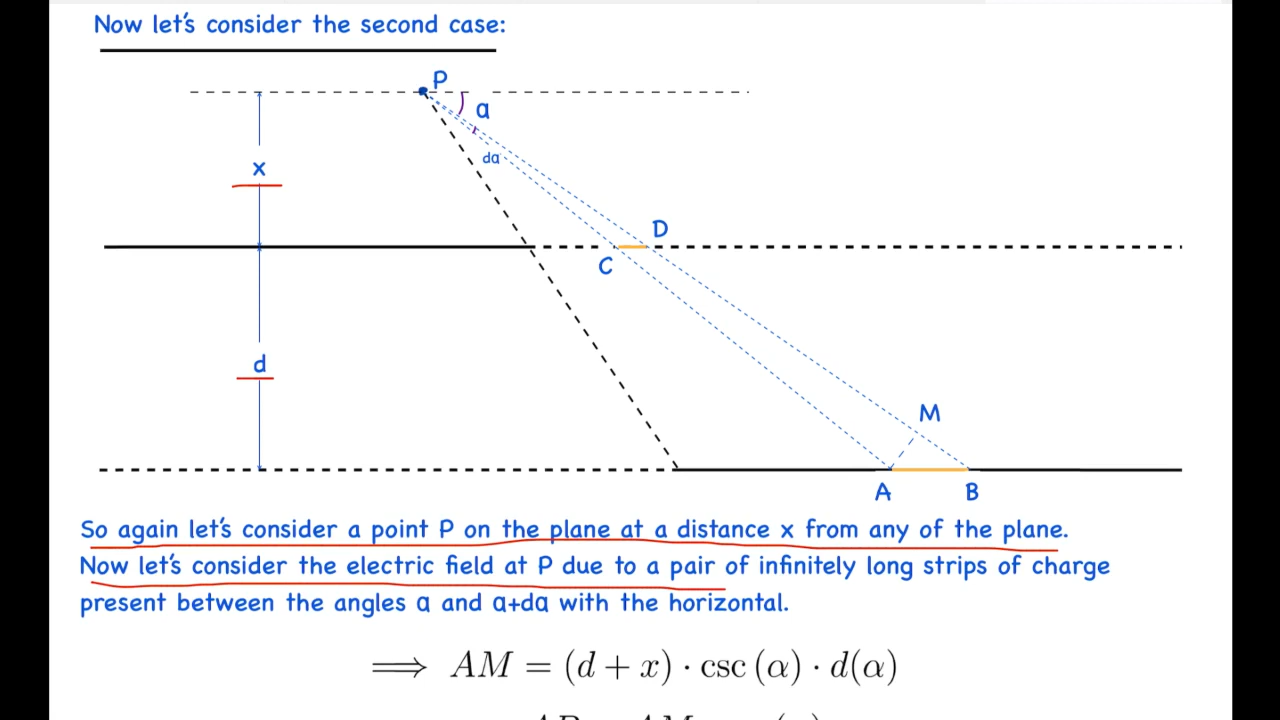 Now let's consider the second case:
P
a
da
x
D
C
d
M
A
B
So again let's consider a point P on the plane at a distance x from any of the plane.
Now let's consider the electric field at P due to a pair of infinitely long strips of charge
present between the angles a and a+da with the horizontal.
⟹ AM = (d + x) · csc (α) · d(α)